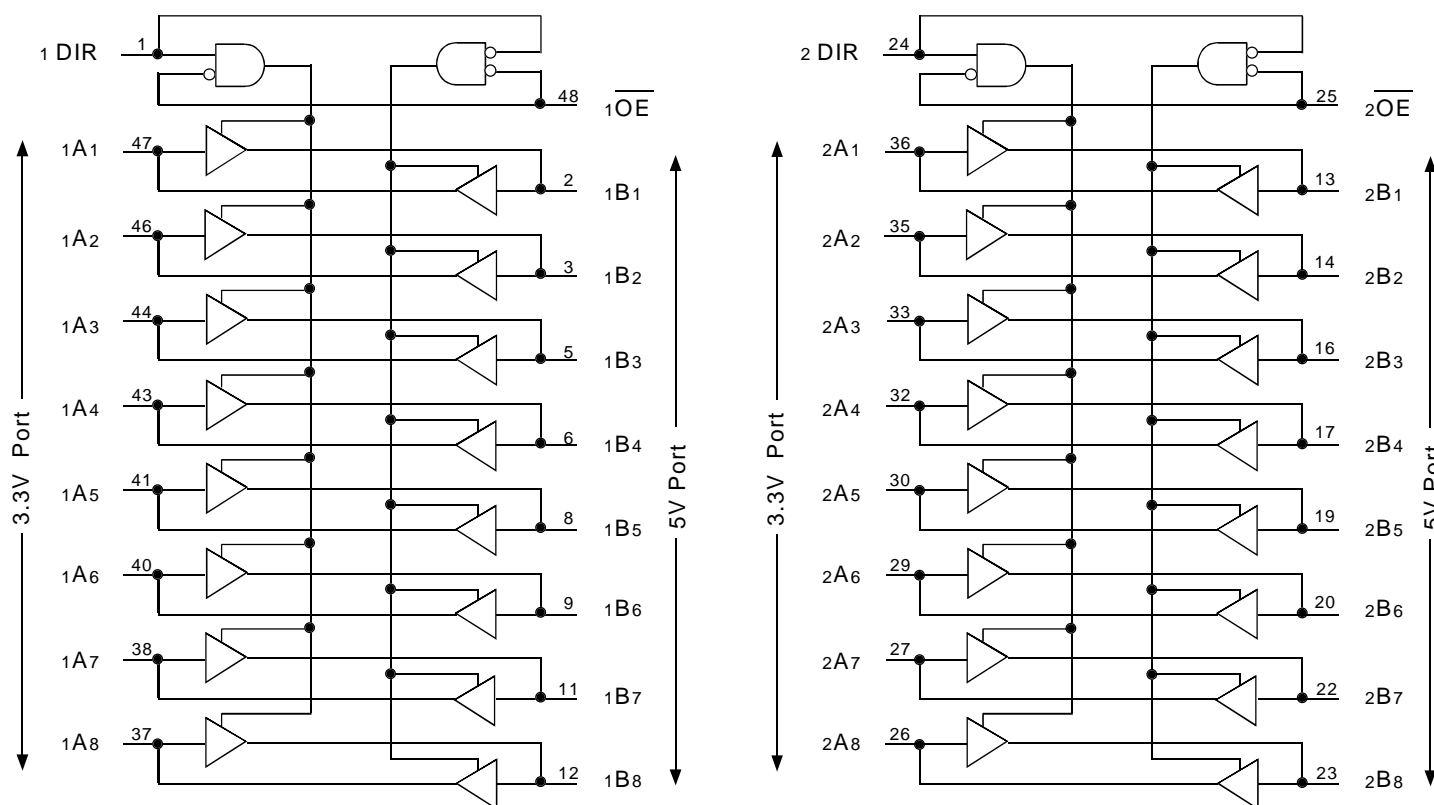 1 DIR 1
48 1OE
1A1 47
2 1B1
1A2 46
3 1B2
1A3 44
5 1B3
1A4 43
6 1B4
1A5 41
8 1B5
1A6 40
9 1B6
1A7 38
11 1B7
1A8 37
12 1B8
3.3V Port
5V Port
2 DIR 24
25 2OE
2A1 36
13 2B1
2A2 35
14 2B2
2A3 33
16 2B3
2A4 32
17 2B4
2A5 30
19 2B5
2A6 29
20 2B6
2A7 27
22 2B7
2A8 26
23 2B8
3.3V Port
5V Port